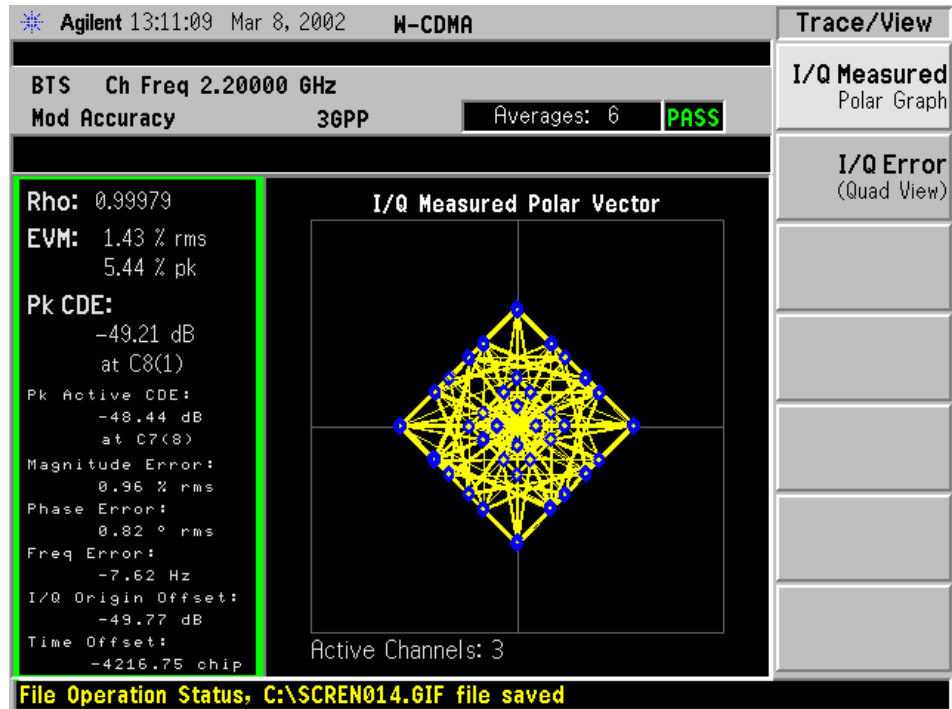 Agilent 13:11:09 Mar 8, 2002 W-CDMA
Trace/View
BTS Ch Freq 2.20000 GHz
Mod Accuracy 3GPP Averages: 6 PASS
I/Q Measured
Polar Graph
I/Q Error
(Quad View)
Rho: 0.99979
EVM: 1.43 % rms
5.44 % pk
Pk CDE:
-49.21 dB
at C8(1)
Pk Active CDE:
-48.44 dB
at C7(8)
Magnitude Error:
0.96 % rms
Phase Error:
0.82 ° rms
Freq Error:
-7.62 Hz
I/Q Origin Offset:
-49.77 dB
Time Offset:
-4216.75 chip
I/Q Measured Polar Vector
Active Channels: 3
File Operation Status, C:\SCREN014.GIF file saved